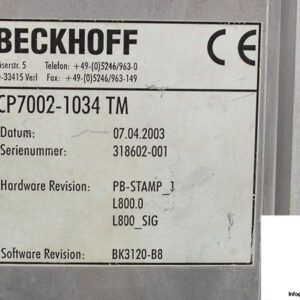 BECKHOFF CE
iserstr. 5 Telefon: +49-(0)5246/963-0
-33415 Verl Fax: +49-(0)5246/963-149
CP7002-1034 TM
Datum: 07.04.2003
Serienummer: 318602-001
Hardware Revision: PB-STAMP_1
L800.0
L800_SIG
Software Revision: BK3120-B8